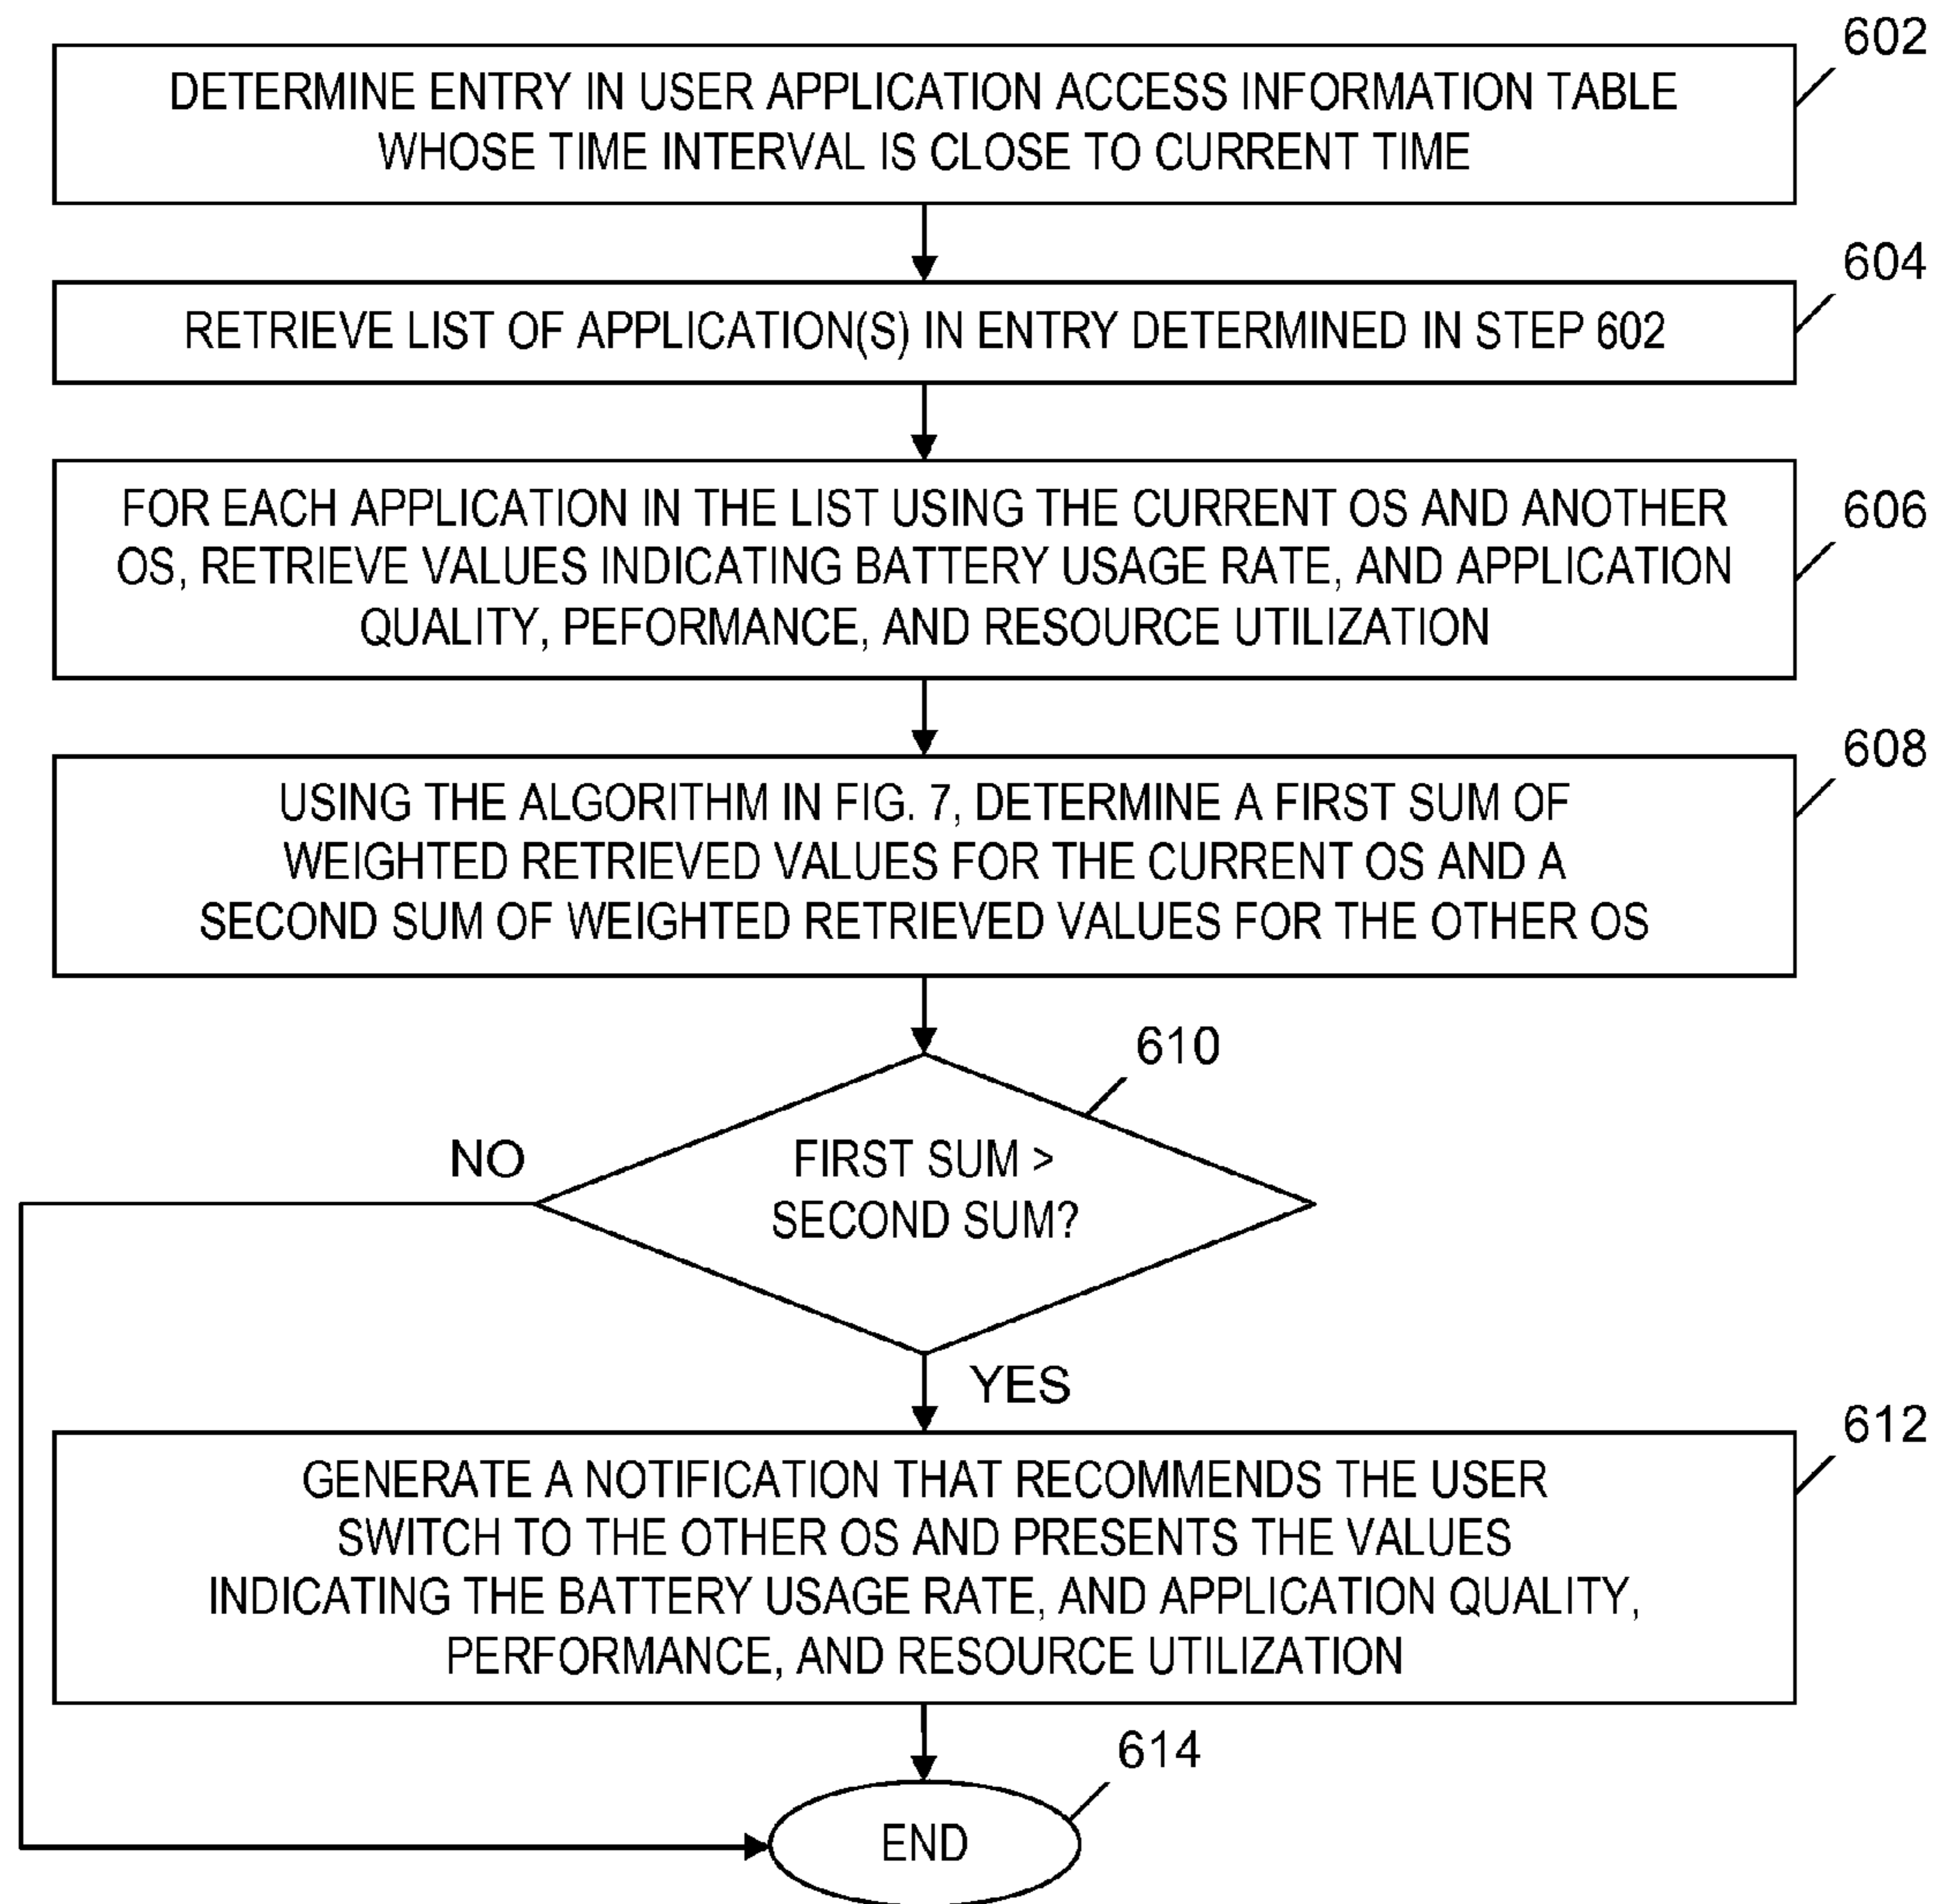 602
DETERMINE ENTRY IN USER APPLICATION ACCESS INFORMATION TABLE
WHOSE TIME INTERVAL IS CLOSE TO CURRENT TIME
604
RETRIEVE LIST OF APPLICATION(S) IN ENTRY DETERMINED IN STEP 602
606
FOR EACH APPLICATION IN THE LIST USING THE CURRENT OS AND ANOTHER
OS, RETRIEVE VALUES INDICATING BATTERY USAGE RATE, AND APPLICATION
QUALITY, PEFORMANCE, AND RESOURCE UTILIZATION
608
USING THE ALGORITHM IN FIG. 7, DETERMINE A FIRST SUM OF
WEIGHTED RETRIEVED VALUES FOR THE CURRENT OS AND A
SECOND SUM OF WEIGHTED RETRIEVED VALUES FOR THE OTHER OS
610
NO
FIRST SUM >
SECOND SUM?
YES
612
GENERATE A NOTIFICATION THAT RECOMMENDS THE USER
SWITCH TO THE OTHER OS AND PRESENTS THE VALUES
INDICATING THE BATTERY USAGE RATE, AND APPLICATION QUALITY,
PERFORMANCE, AND RESOURCE UTILIZATION
614
END